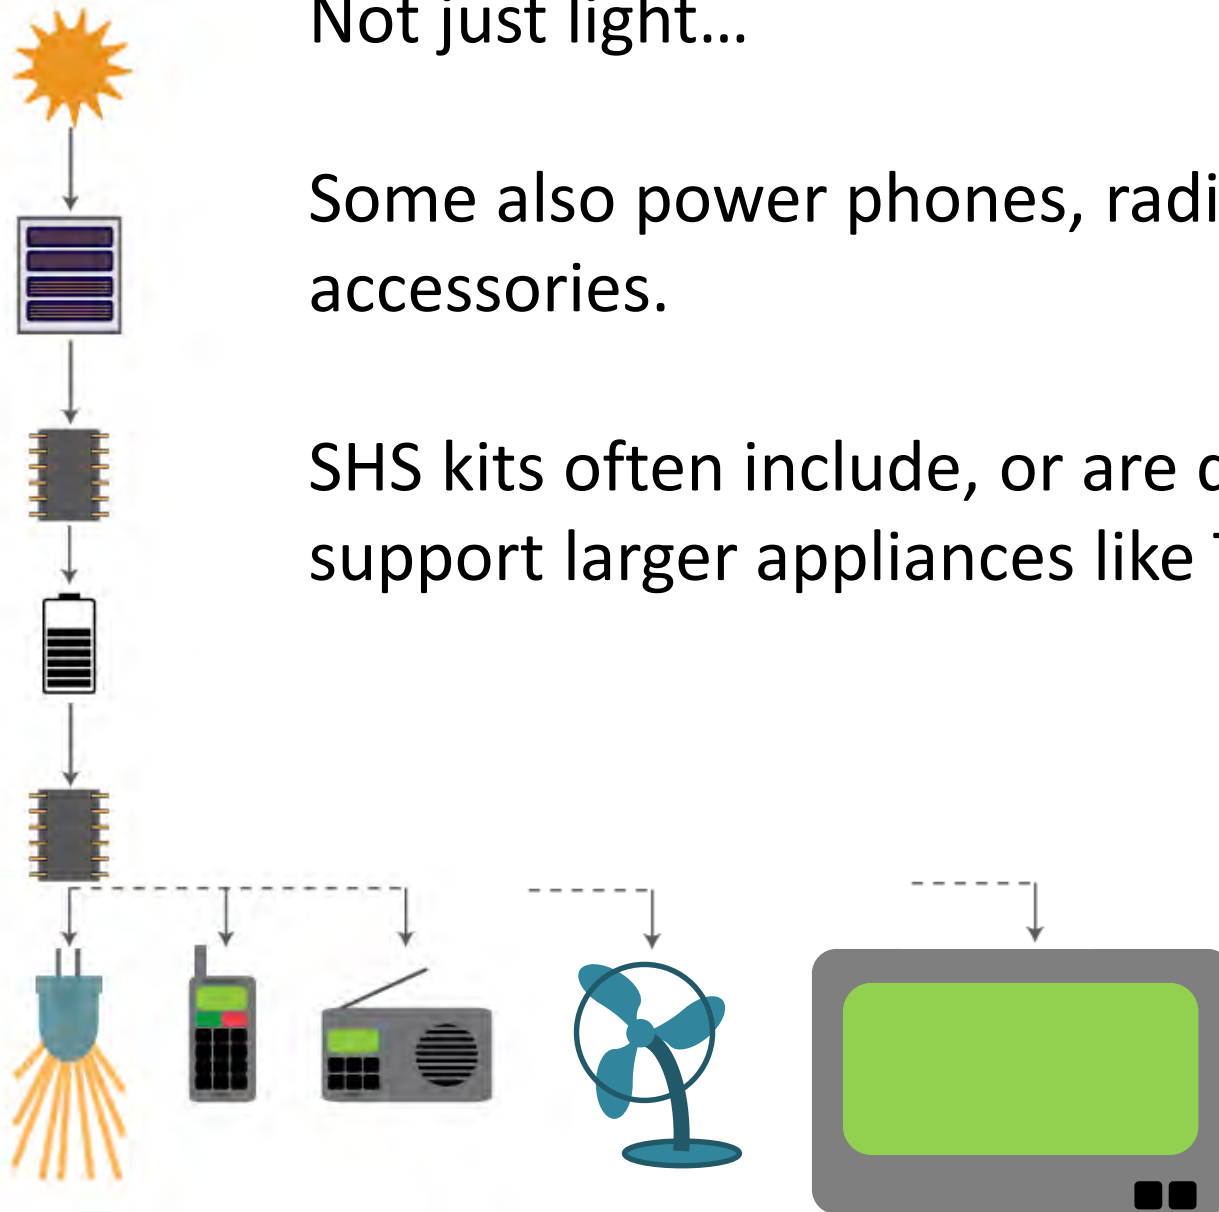 Not just light…
Some also power phones, radi
accessories.
SHS kits often include, or are
support larger appliances like